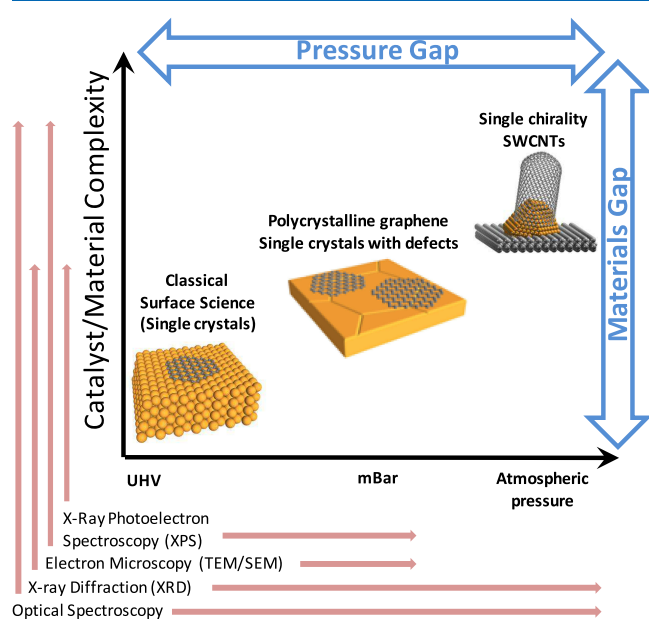 Pressure Gap
Catalyst/Material Complexity
Materials Gap
Single chirality
SWCNTs
Polycrystalline graphene
Single crystals with defects
Classical
Surface Science
(Single crystals)
UHV
mBar
Atmospheric
pressure
X-Ray Photoelectron
Spectroscopy (XPS)
Electron Microscopy (TEM/SEM)
X-ray Diffraction (XRD)
Optical Spectroscopy